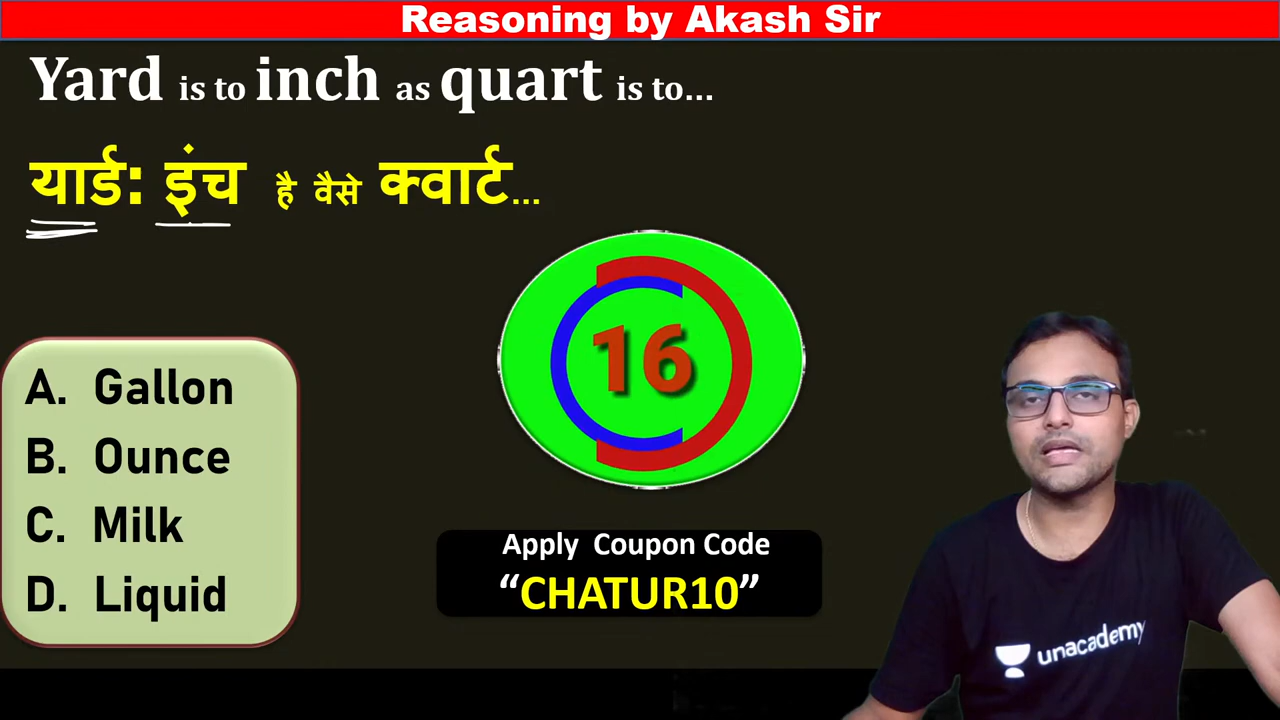 Reasoning by Akash Sir
Yard is to inch as quart is to...
यार्ड: इंच है वैसे क्वार्ट...
16
A. Gallon
B. Ounce
C. Milk
D. Liquid
Apply Coupon Code
“CHATUR10”
unacademy